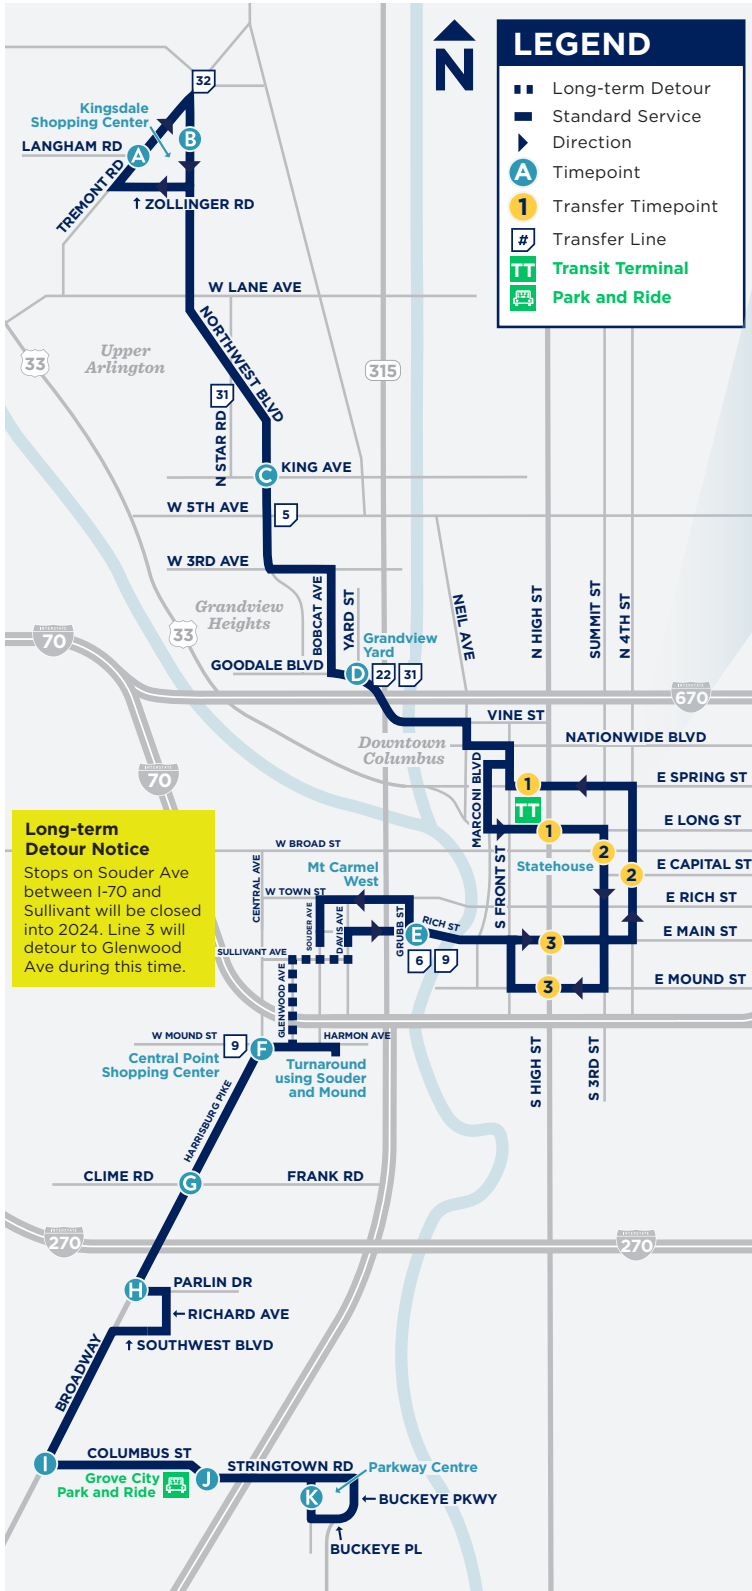 N
LEGEND
Long-term Detour
Standard Service
Direction
A
Timepoint
1
Transfer Timepoint
#
Transfer Line
TT
Transit Terminal
Park and Ride
32
Kingsdale
Shopping Center
B
LANGHAM RD
A
TREMONT RD
↑ ZOLLINGER RD
W LANE AVE
NORTHWEST BLVD
Upper
Arlington
33
315
31
N STAR RD
C
KING AVE
W 5TH AVE
5
W 3RD AVE
Grandview
Heights
33
BOBCAT AVE
YARD ST
NEIL AVE
N HIGH ST
SUMMIT ST
N 4TH ST
INTERSTATE
70
Grandview
Yard
GOODALE BLVD
D
22
31
INTERSTATE
670
VINE ST
NATIONWIDE BLVD
Downtown
Columbus
INTERSTATE
70
MARCONI BLVD
1
E SPRING ST
TT
1
E LONG ST
Long-term
Detour Notice
Stops on Souder Ave
between I-70 and
Sullivant will be closed
into 2024. Line 3 will
detour to Glenwood
Ave during this time.
W BROAD ST
S FRONT ST
2
Statehouse
2
E CAPITAL ST
Mt Carmel
West
CENTRAL AVE
W TOWN ST
E RICH ST
SOUDER AVE
DAVIS AVE
GRUBB ST
E
RICH ST
3
E MAIN ST
SULLIVANT AVE
6
9
GLENWOOD AVE
3
E MOUND ST
W MOUND ST
9
F
HARMON AVE
Central Point
Shopping Center
Turnaround
using Souder
and Mound
S HIGH ST
S 3RD ST
HARRISBURG PIKE
CLIME RD
G
FRANK RD
INTERSTATE
270
INTERSTATE
270
H
PARLIN DR
← RICHARD AVE
↑ SOUTHWEST BLVD
BROADWAY
I
COLUMBUS ST
J
STRINGTOWN RD
Grove City
Park and Ride
Parkway Centre
K
← BUCKEYE PKWY
↑
BUCKEYE PL